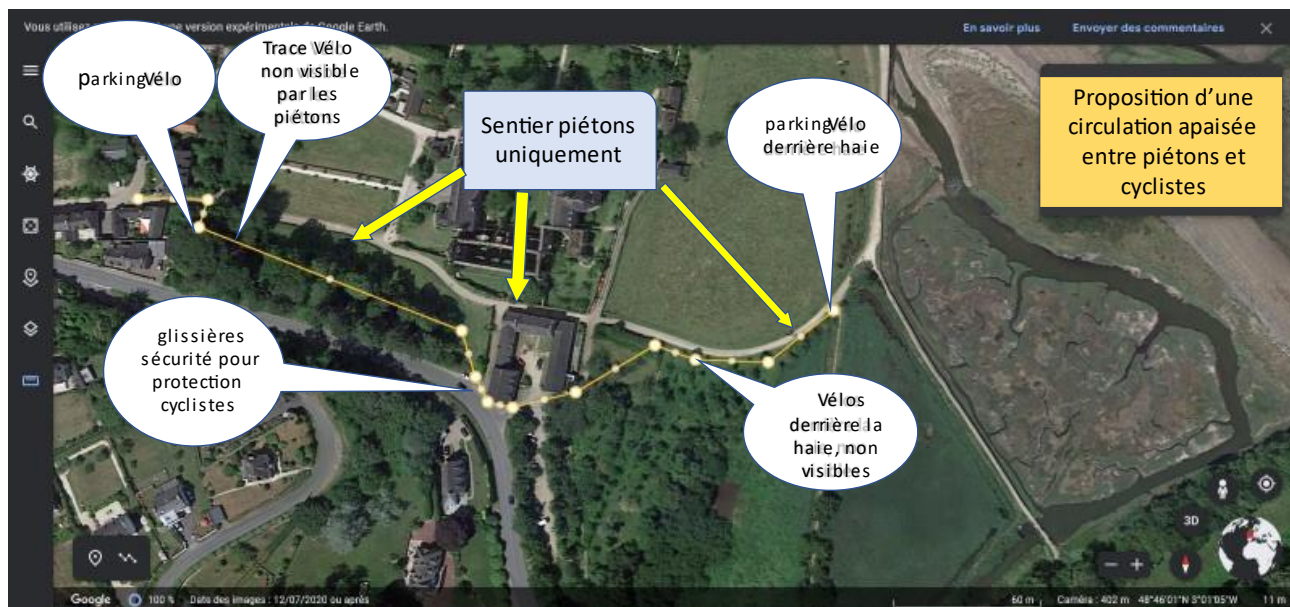 Vous utilisez une version expérimentale de Google Earth.
En savoir plus
Envoyer des commentaires
parkingVélo
Trace Vélo
non visible
par les
piétons
Sentier piétons
uniquement
parkingVélo
derrière haie
Proposition d'une
circulation apaisée
entre piétons et
cyclistes
glissières
sécurité pour
protection
cyclistes
Vélos
derrière la
haie, non
visibles
3D
Google
100 %
Date des images : 12/07/2020 ou après
60 m
Caméra : 402 m
48°46'01"N 3°01'05"W
11 m